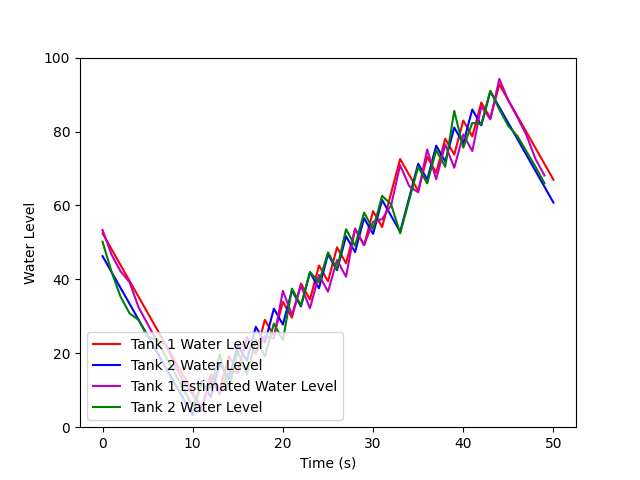 100
80
60
40
20
0
Water Level
Tank 1 Water Level
Tank 2 Water Level
Tank 1 Estimated Water Level
Tank 2 Water Level
0 10 20 30 40 50
Time (s)